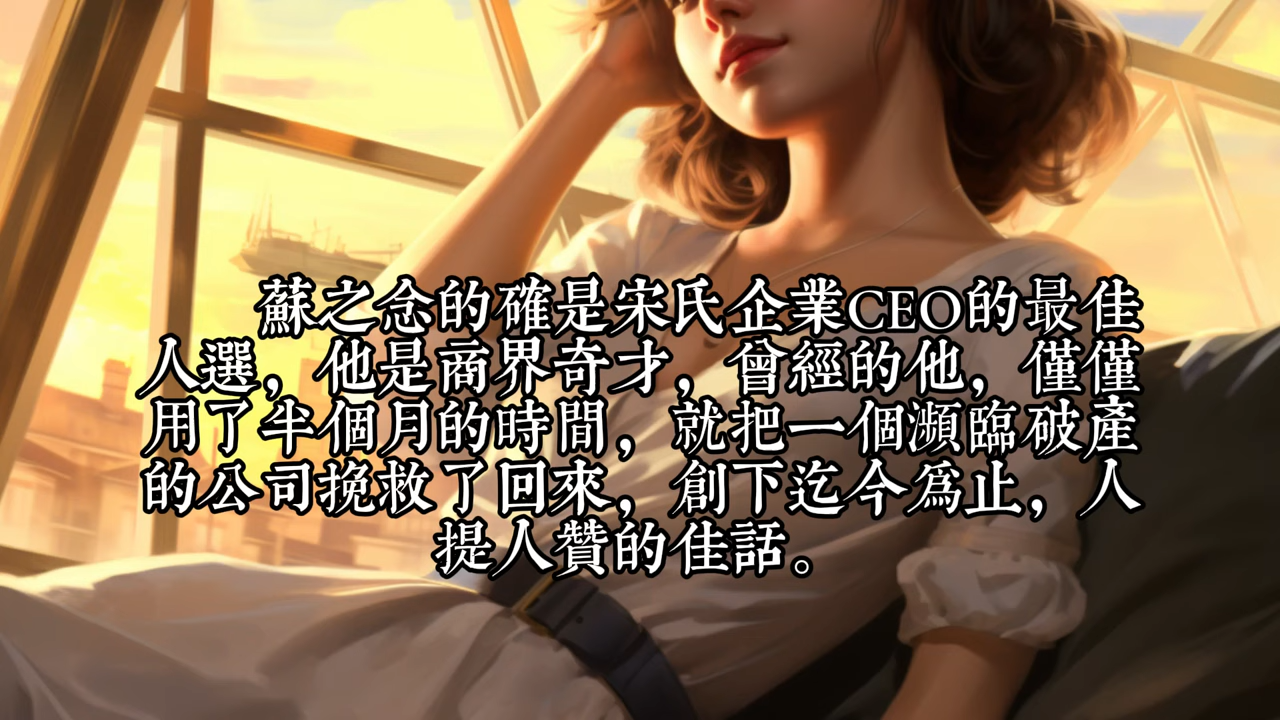 蘇之念的確是宋氏企業CEO的最佳
人選，他是商界奇才，曾經的他，僅僅
用了半個月的時間，就把一個瀕臨破產
的公司挽救了回來，創下迄今為止，人
提人贊的佳話。